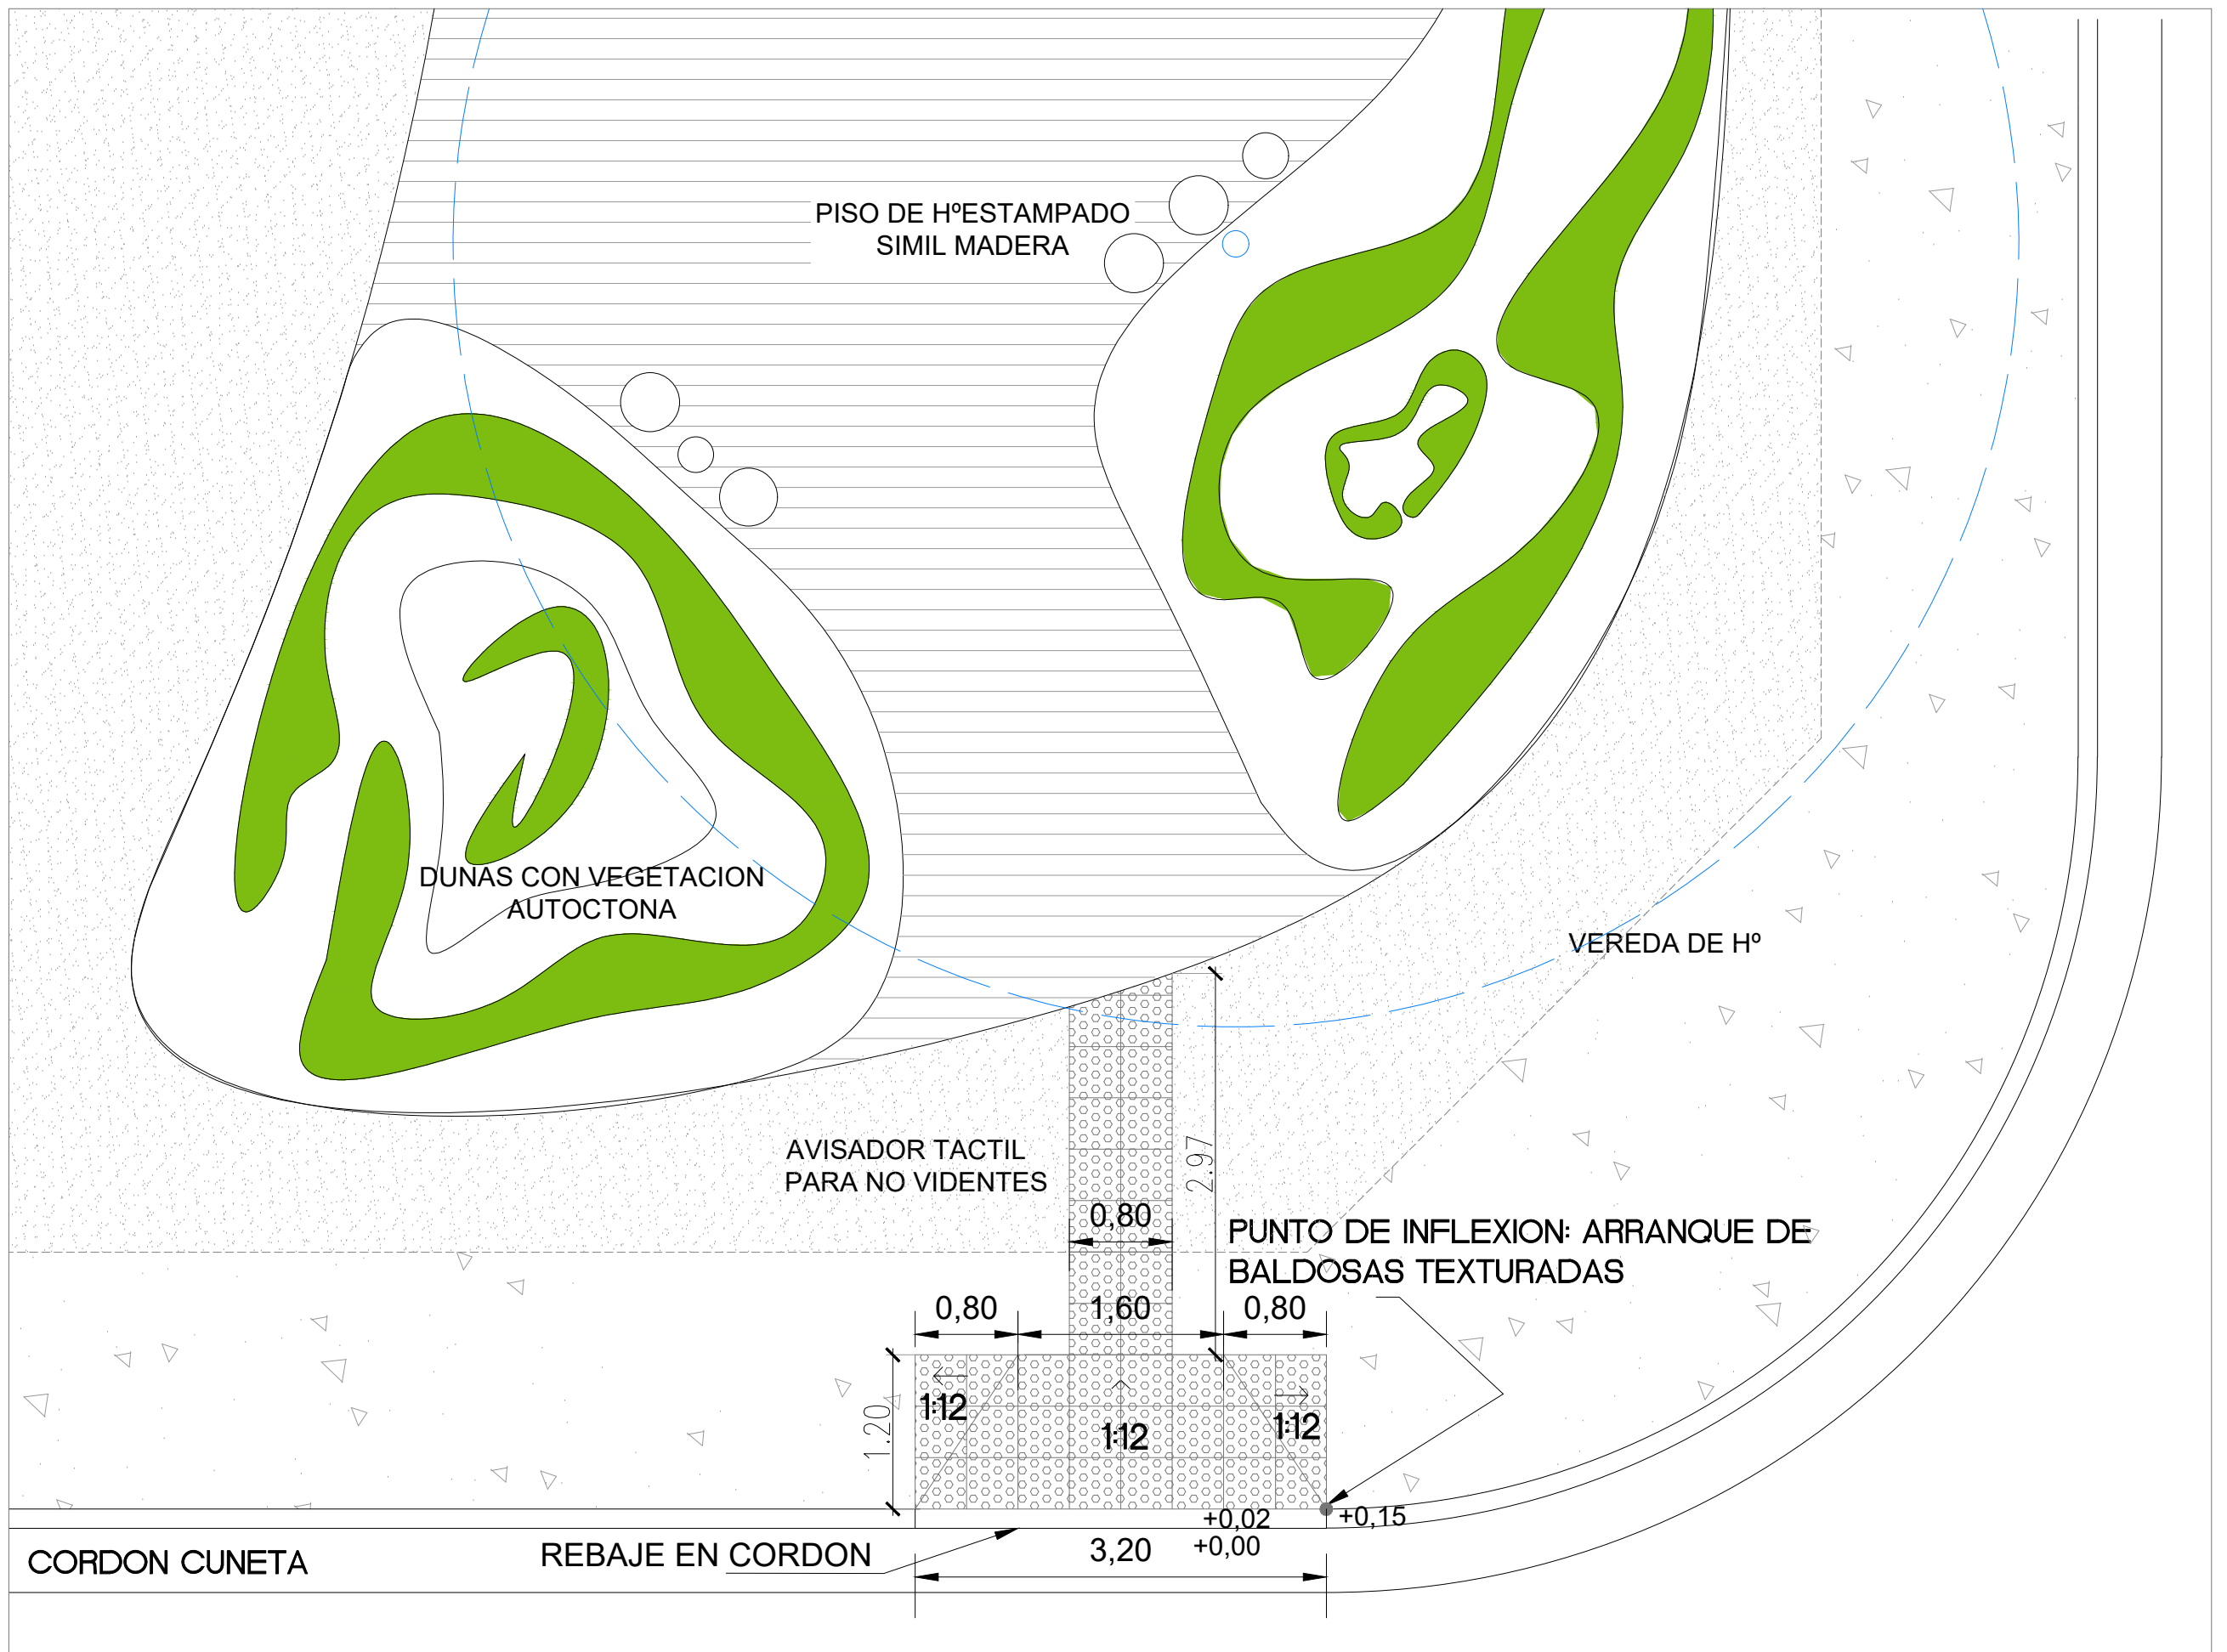 PISO DE HºESTAMPADO
SIMIL MADERA
DUNAS CON VEGETACION
AUTOCTONA
VEREDA DE Hº
AVISADOR TACTIL
PARA NO VIDENTES
2.97
0,80
PUNTO DE INFLEXION: ARRANQUE DE
BALDOSAS TEXTURADAS
0,80
1,60
0,80
1.20
1:12
1:12
1:12
+0,02
+0,15
+0,00
3,20
REBAJE EN CORDON
CORDON CUNETA